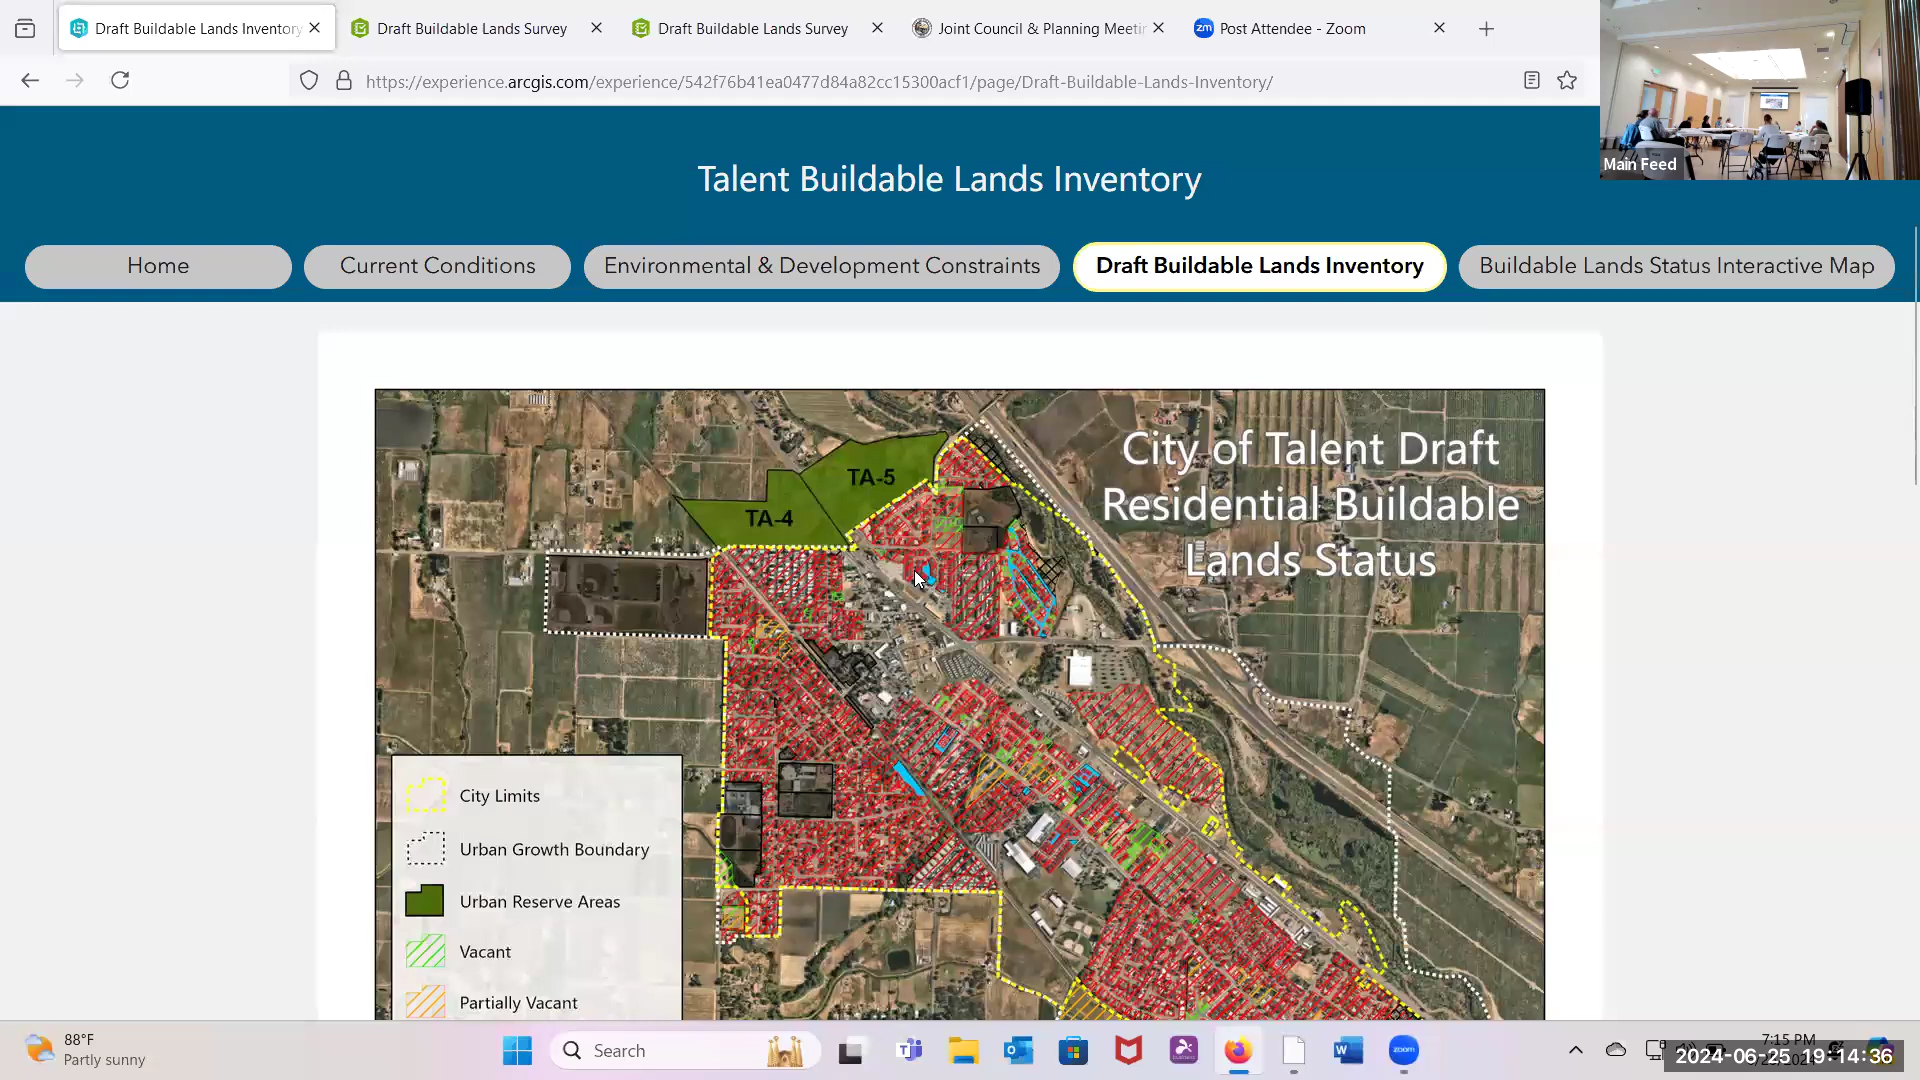 Draft Buildable Lands Inventory
Draft Buildable Lands Survey
Draft Buildable Lands Survey
Joint Council & Planning Meetin
zm Post Attendee - Zoom
https://experience.arcgis.com/experience/542f76b41ea0477d84a82cc15300acf1/page/Draft-Buildable-Lands-Inventory/
Main Feed
Talent Buildable Lands Inventory
Home
Current Conditions
Environmental & Development Constraints
Draft Buildable Lands Inventory
Buildable Lands Status Interactive Map
City of Talent Draft
Residential Buildable
Lands Status
TA-5
TA-4
City Limits
Urban Growth Boundary
Urban Reserve Areas
Vacant
Partially Vacant
88°F
Partly sunny
Search
zoom
7:15 PM
2024-06-25 19:14:36